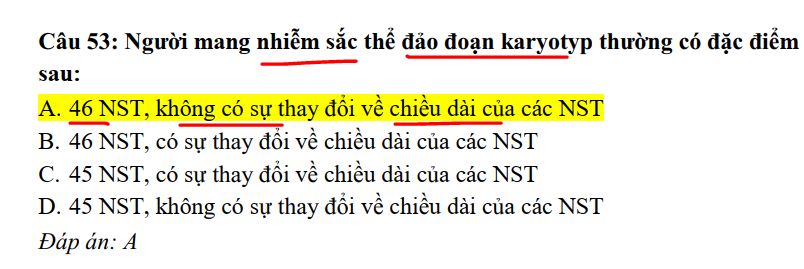 Câu 53: Người mang nhiễm sắc thể đảo đoạn karyotyp thường có đặc điểm
sau:
A. 46 NST, không có sự thay đổi về chiều dài của các NST
B. 46 NST, có sự thay đổi về chiều dài của các NST
C. 45 NST, có sự thay đổi về chiều dài của các NST
D. 45 NST, không có sự thay đổi về chiều dài của các NST
Đáp án: A